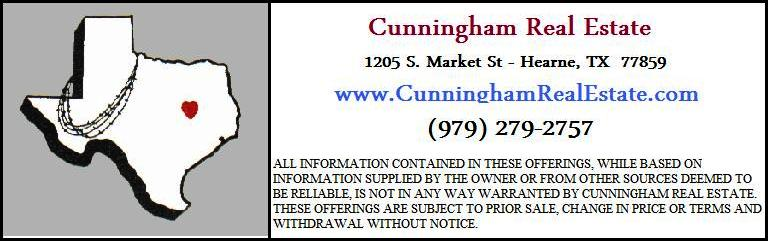 Cunningham Real Estate
1205 S. Market St - Hearne, TX 77859
www.CunninghamRealEstate.com
(979) 279-2757
ALL INFORMATION CONTAINED IN THESE OFFERINGS, WHILE BASED ON
INFORMATION SUPPLIED BY THE OWNER OR FROM OTHER SOURCES DEEMED TO
BE RELIABLE, IS NOT IN ANY WAY WARRANTED BY CUNNINGHAM REAL ESTATE.
THESE OFFERINGS ARE SUBJECT TO PRIOR SALE, CHANGE IN PRICE OR TERMS AND
WITHDRAWAL WITHOUT NOTICE.